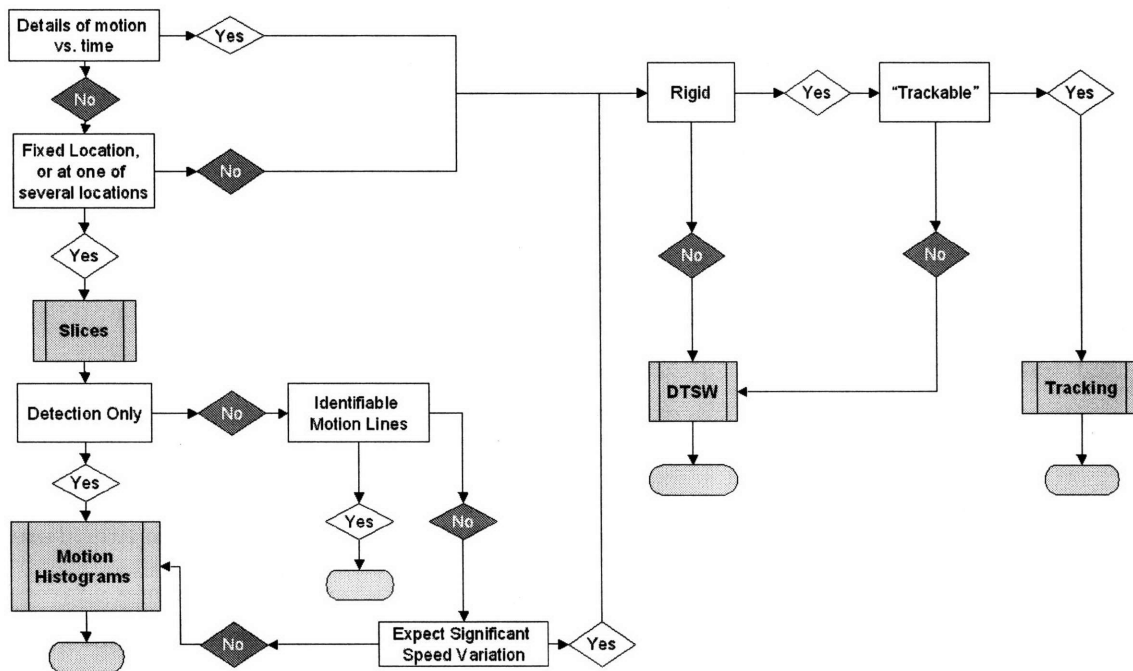 Details of motion
vs. time
Yes
No
Fixed Location,
or at one of
several locations
No
Yes
Slices
Detection Only
No
Identifiable
Motion Lines
Yes
No
Yes
Motion
Histograms
No
Expect Significant
Speed Variation
Yes
Rigid
Yes
“Trackable”
Yes
No
No
DTSW
Tracking